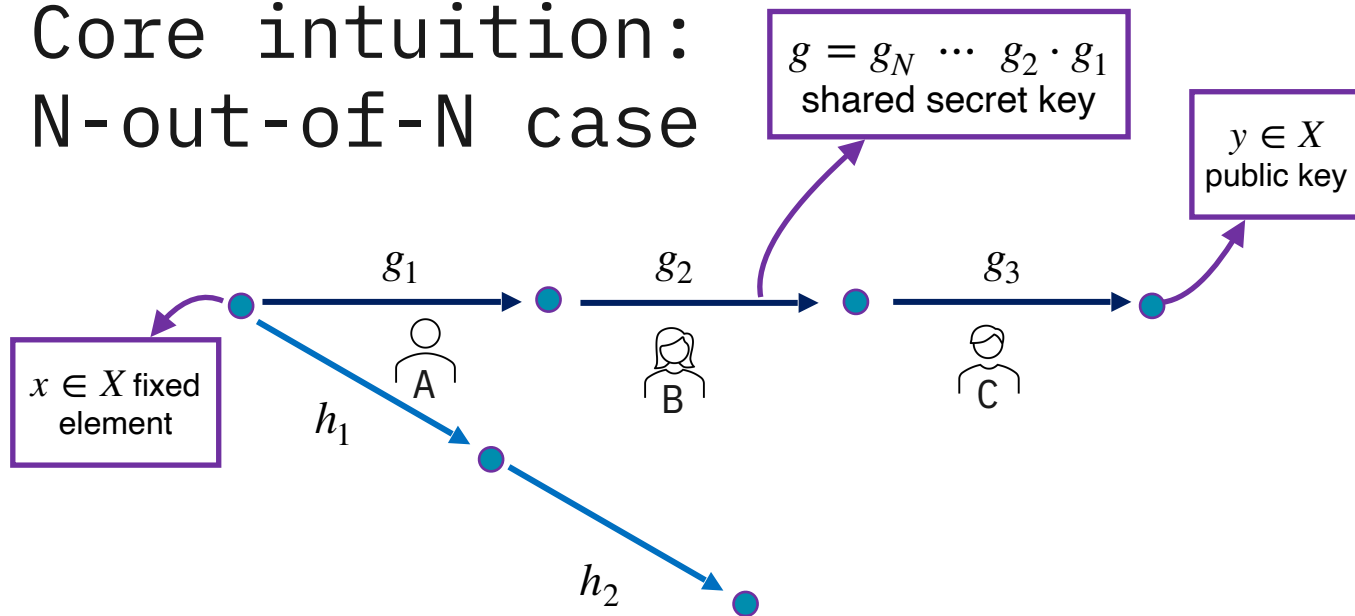 Core intuition:
N-out-of-N case
g = g_N ⋯ g_2 · g_1
shared secret key
y ∈ X
public key
g_1
g_2
g_3
A
B
C
x ∈ X fixed
element
h_1
h_2